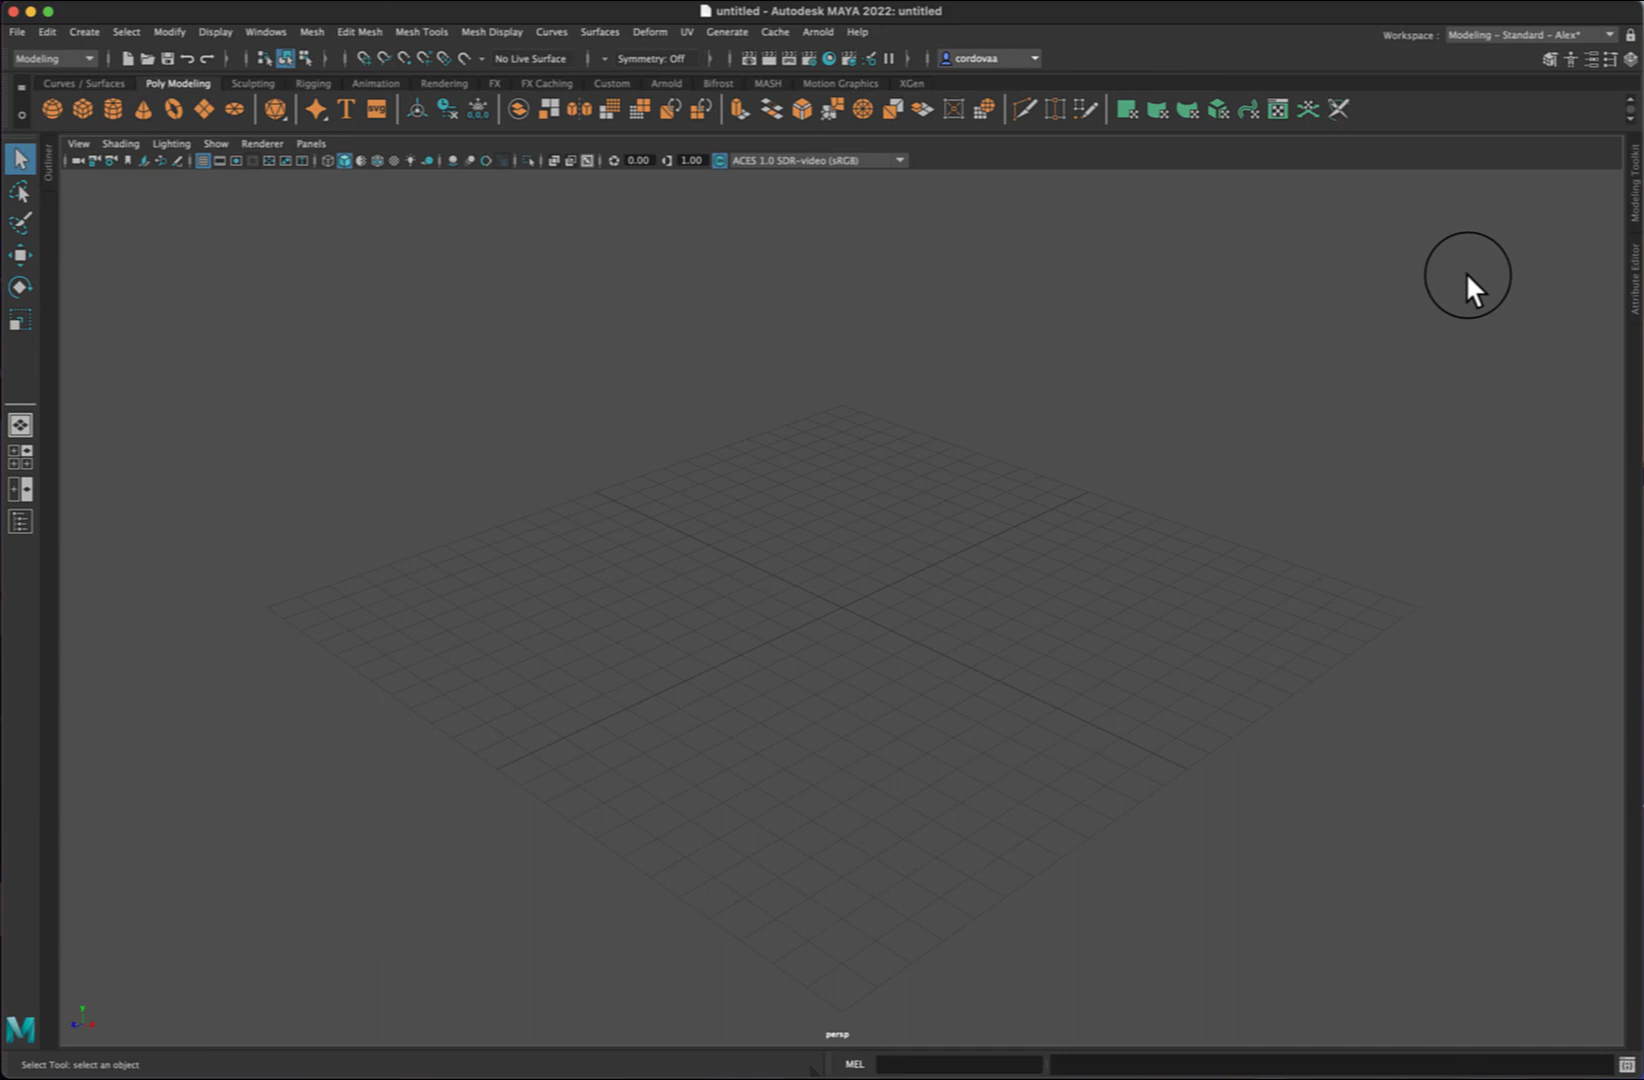 untitled - Autodesk MAYA 2022: untitled
File Edit Create Select Modify Display Windows Mesh Edit Mesh Mesh Tools Mesh Display Curves Surfaces Deform UV Generate Cache Arnold Help Workspace : Modeling - Standard - Alex*
Modeling No Live Surface Symmetry: Off cordovaa
Curves / Surfaces Poly Modeling Sculpting Rigging Animation Rendering FX FX Caching Custom Arnold Bifrost MASH Motion Graphics XGen
T SVG 0,0,0
View Shading Lighting Show Renderer Panels
0.00 1.00 ACES 1.0 SDR-video (sRGB)
Outliner
Modeling Toolkit
Attribute Editor
Y
persp
M
Select Tool: select an object MEL